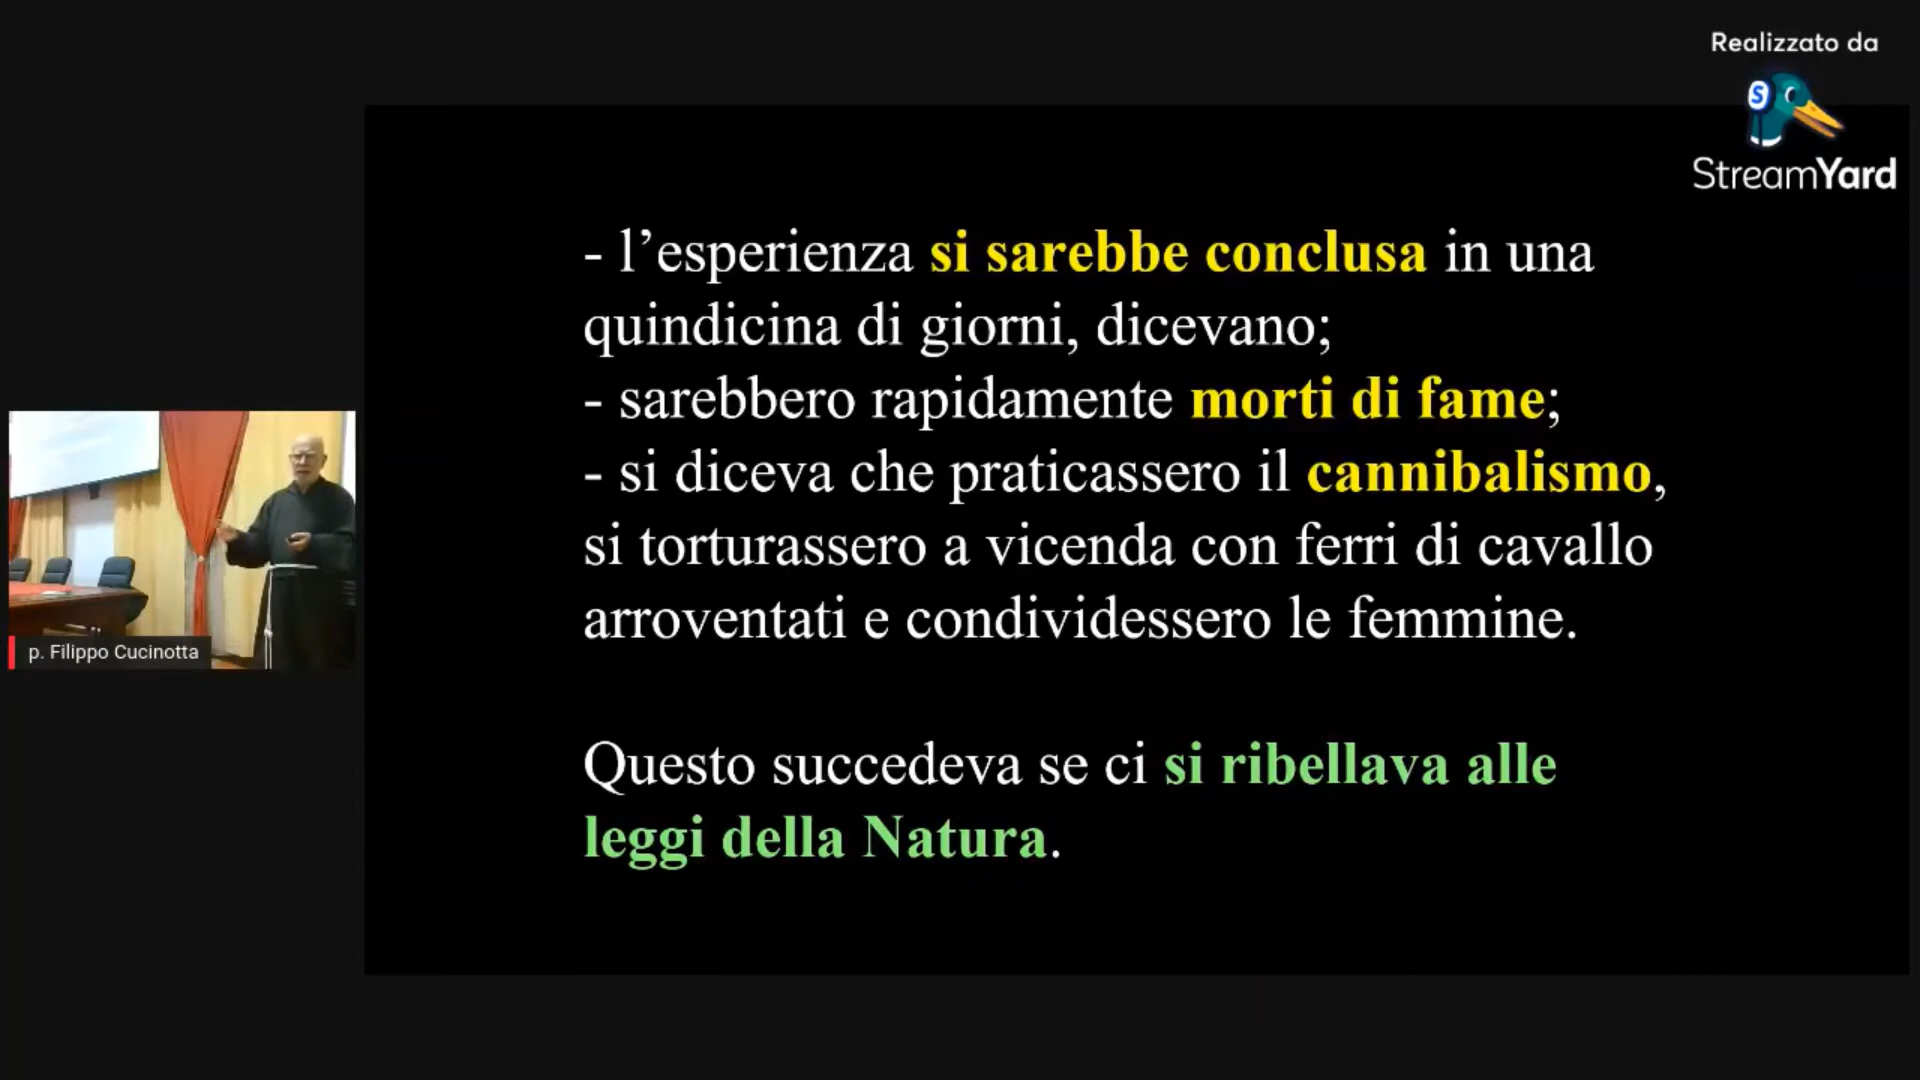 Realizzato da
StreamYard
- l’esperienza si sarebbe conclusa in una
quindicina di giorni, dicevano;
- sarebbero rapidamente morti di fame;
- si diceva che praticassero il cannibalismo,
si torturassero a vicenda con ferri di cavallo
arroventati e condividessero le femmine.
Questo succedeva se ci si ribellava alle
leggi della Natura.
p. Filippo Cucinotta